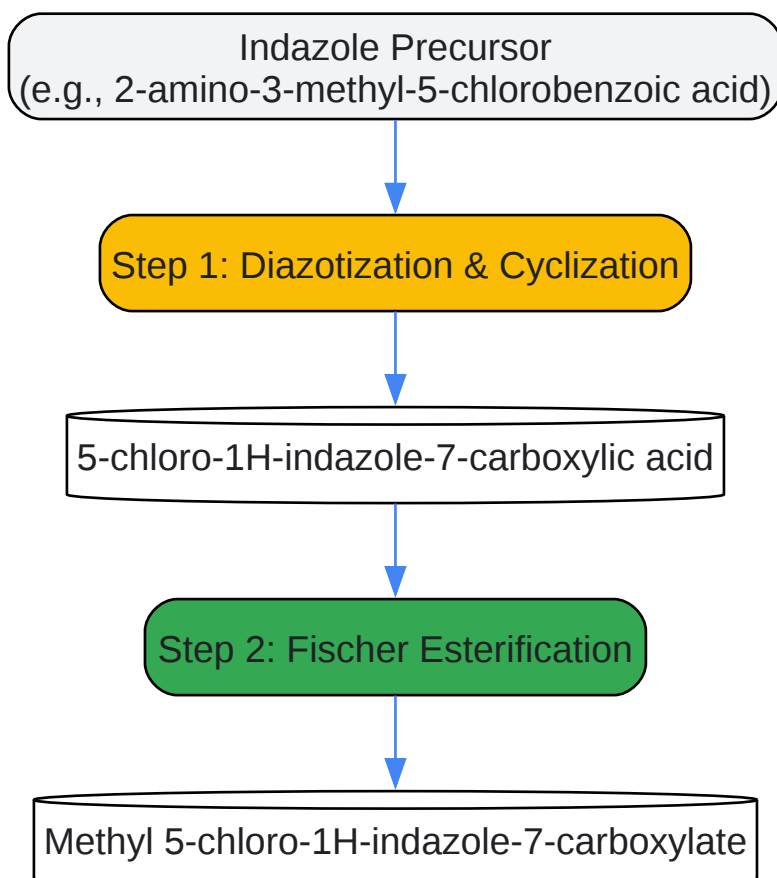 Indazole Precursor
(e.g., 2-amino-3-methyl-5-chlorobenzoic acid)
Step 1: Diazotization & Cyclization
5-chloro-1H-indazole-7-carboxylic acid
Step 2: Fischer Esterification
Methyl 5-chloro-1H-indazole-7-carboxylate